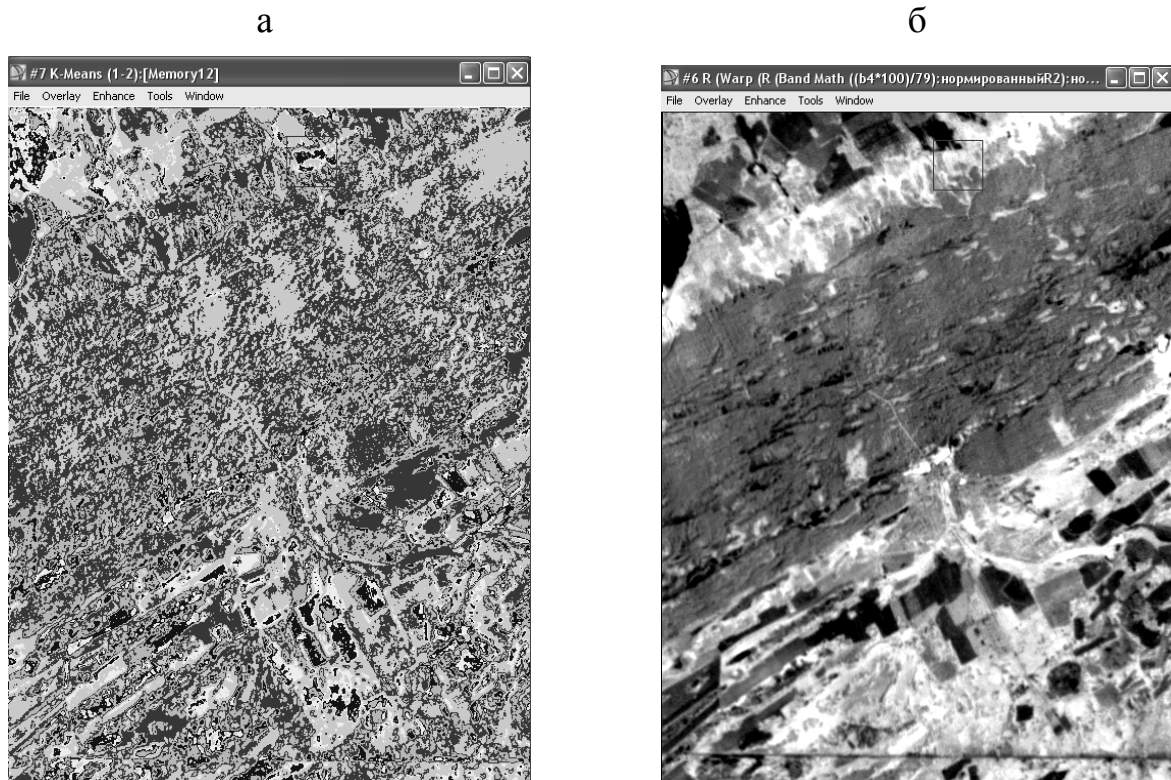 а
б
#7 K-Means (1-2):[Memory12]
File Overlay Enhance Tools Window
#6 R (Warp (R (Band Math ((b4*100)/79):нормированныйR2):но...
File Overlay Enhance Tools Window